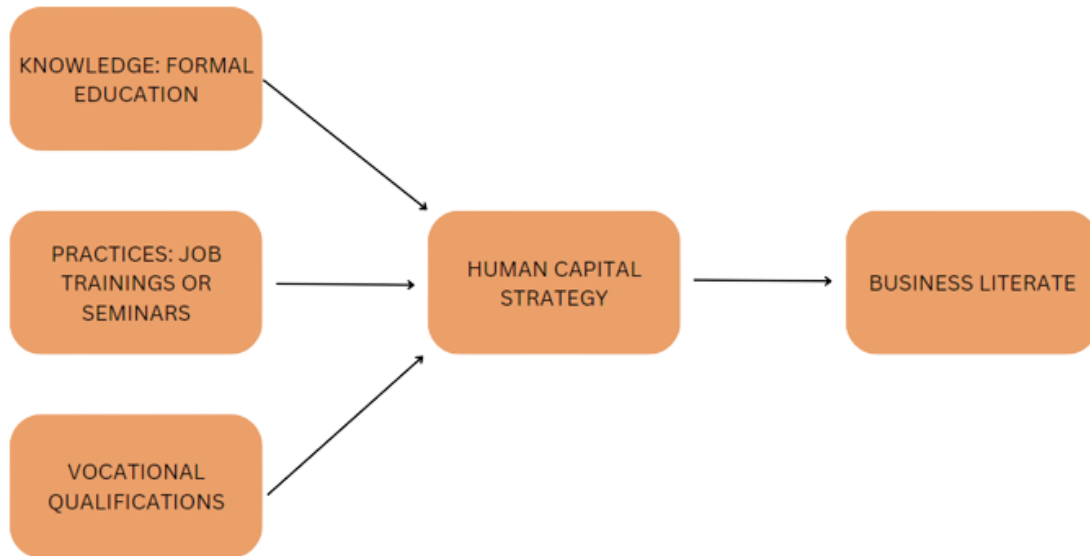 KNOWLEDGE: FORMAL
EDUCATION
PRACTICES: JOB
TRAININGS OR
SEMINARS
VOCATIONAL
QUALIFICATIONS
HUMAN CAPITAL
STRATEGY
BUSINESS LITERATE